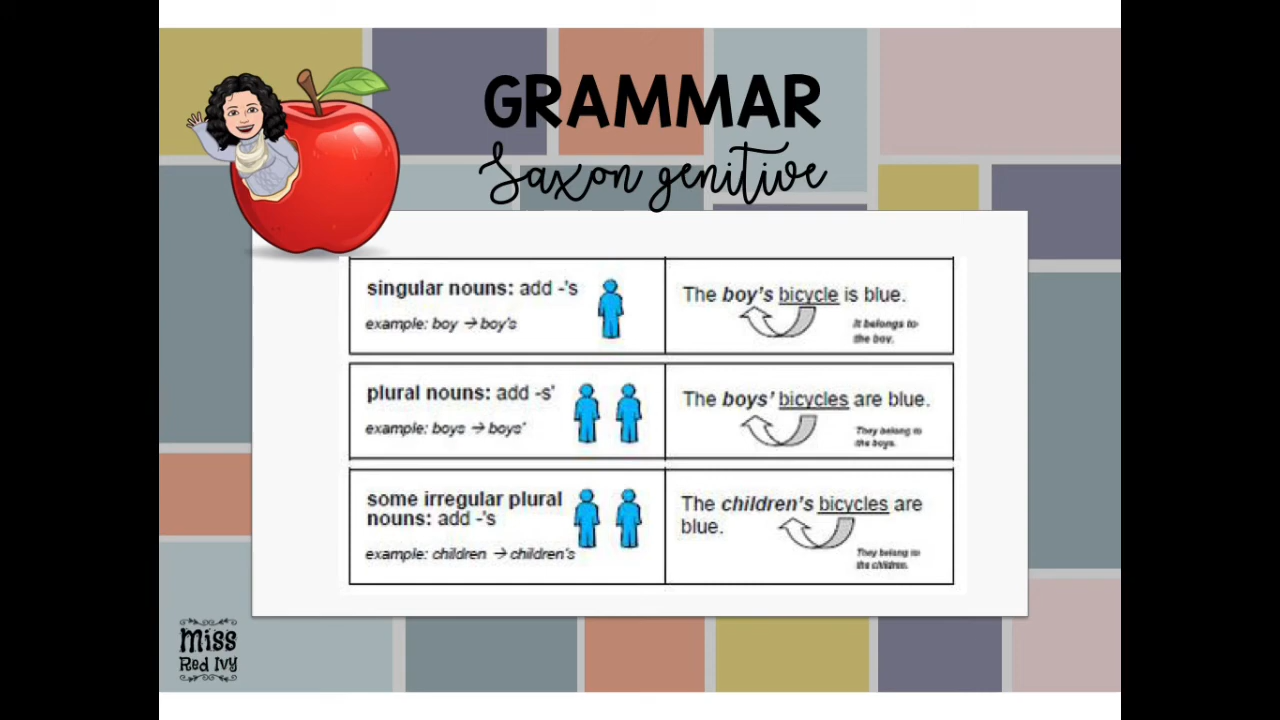 GRAMMAR
Saxon genitive
singular nouns: add -'s
example: boy → boy's
The boy's bicycle is blue.
It belongs to
the boy.
plural nouns: add -s'
example: boys → boys'
The boys' bicycles are blue.
They belong to
the boys.
some irregular plural
nouns: add -'s
example: children → children's
The children's bicycles are
blue.
They belong to
the children.
Miss
Red Ivy